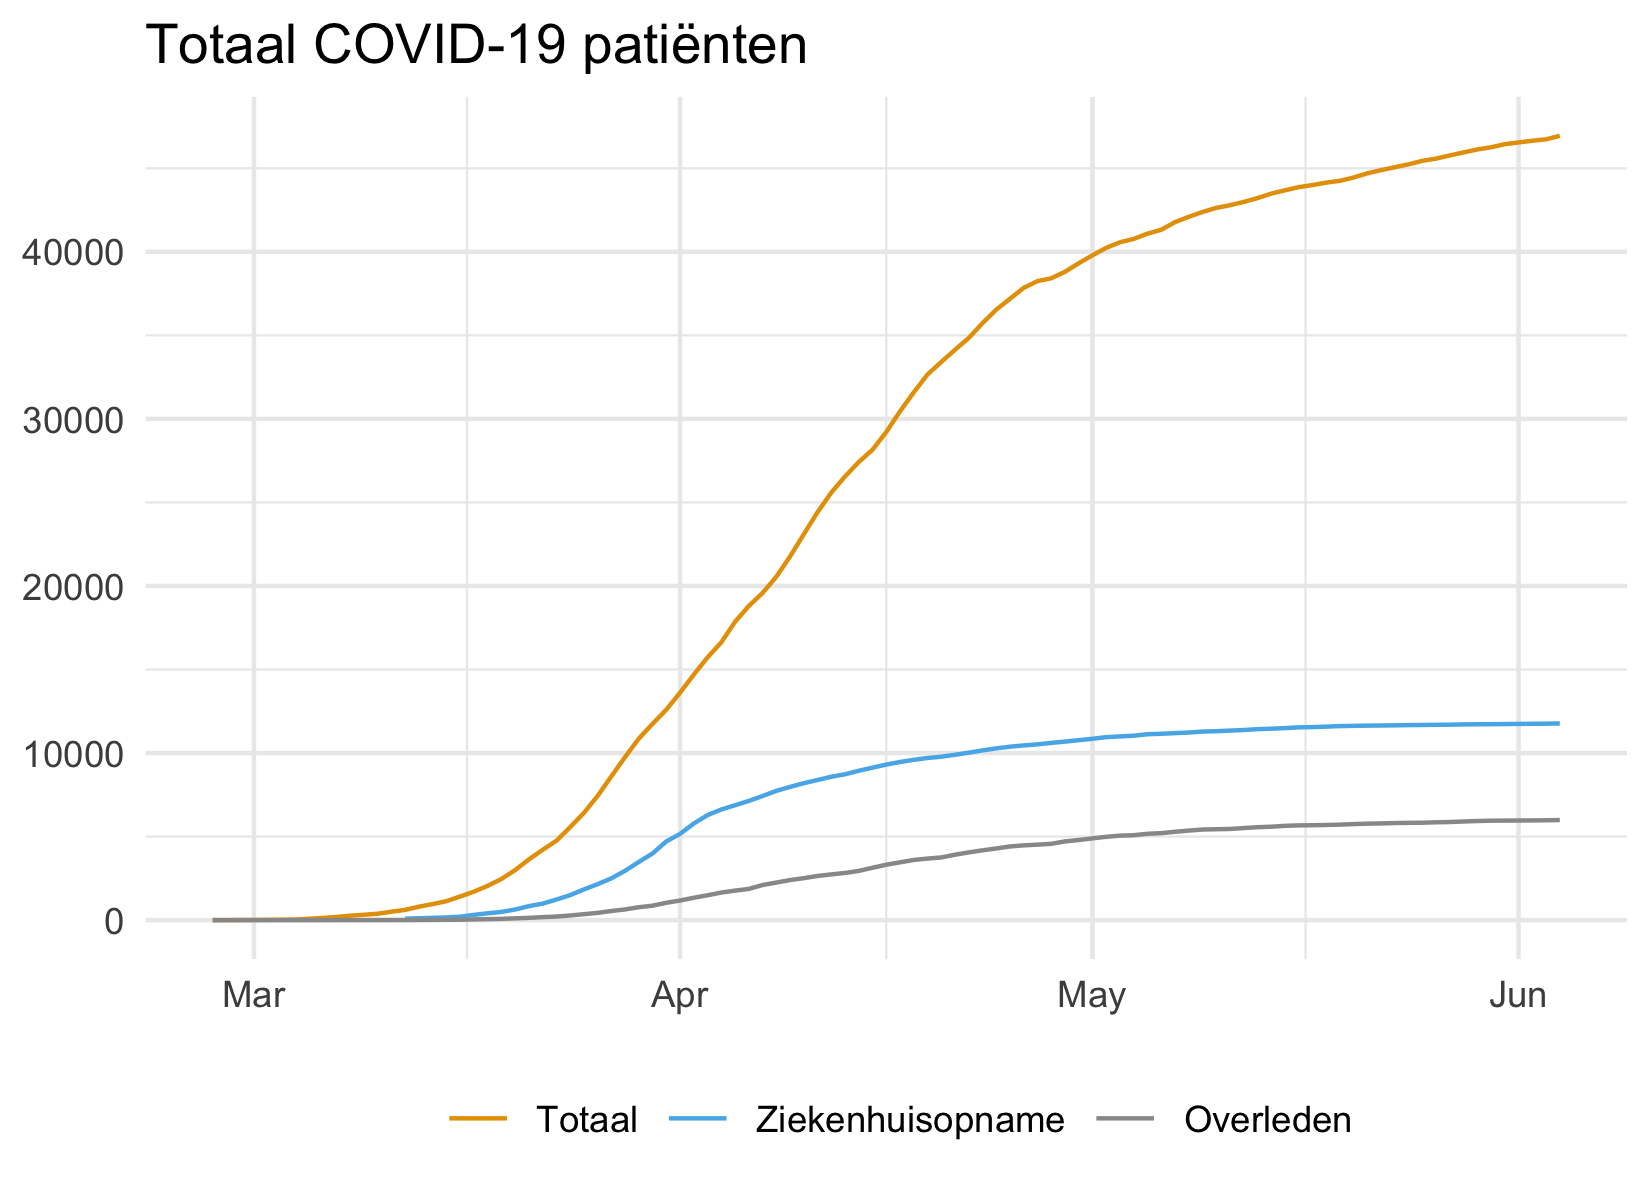 Totaal COVID-19 patiënten
40000
30000
20000
10000
0
Mar Apr May Jun
Totaal Ziekenhuisopname Overleden